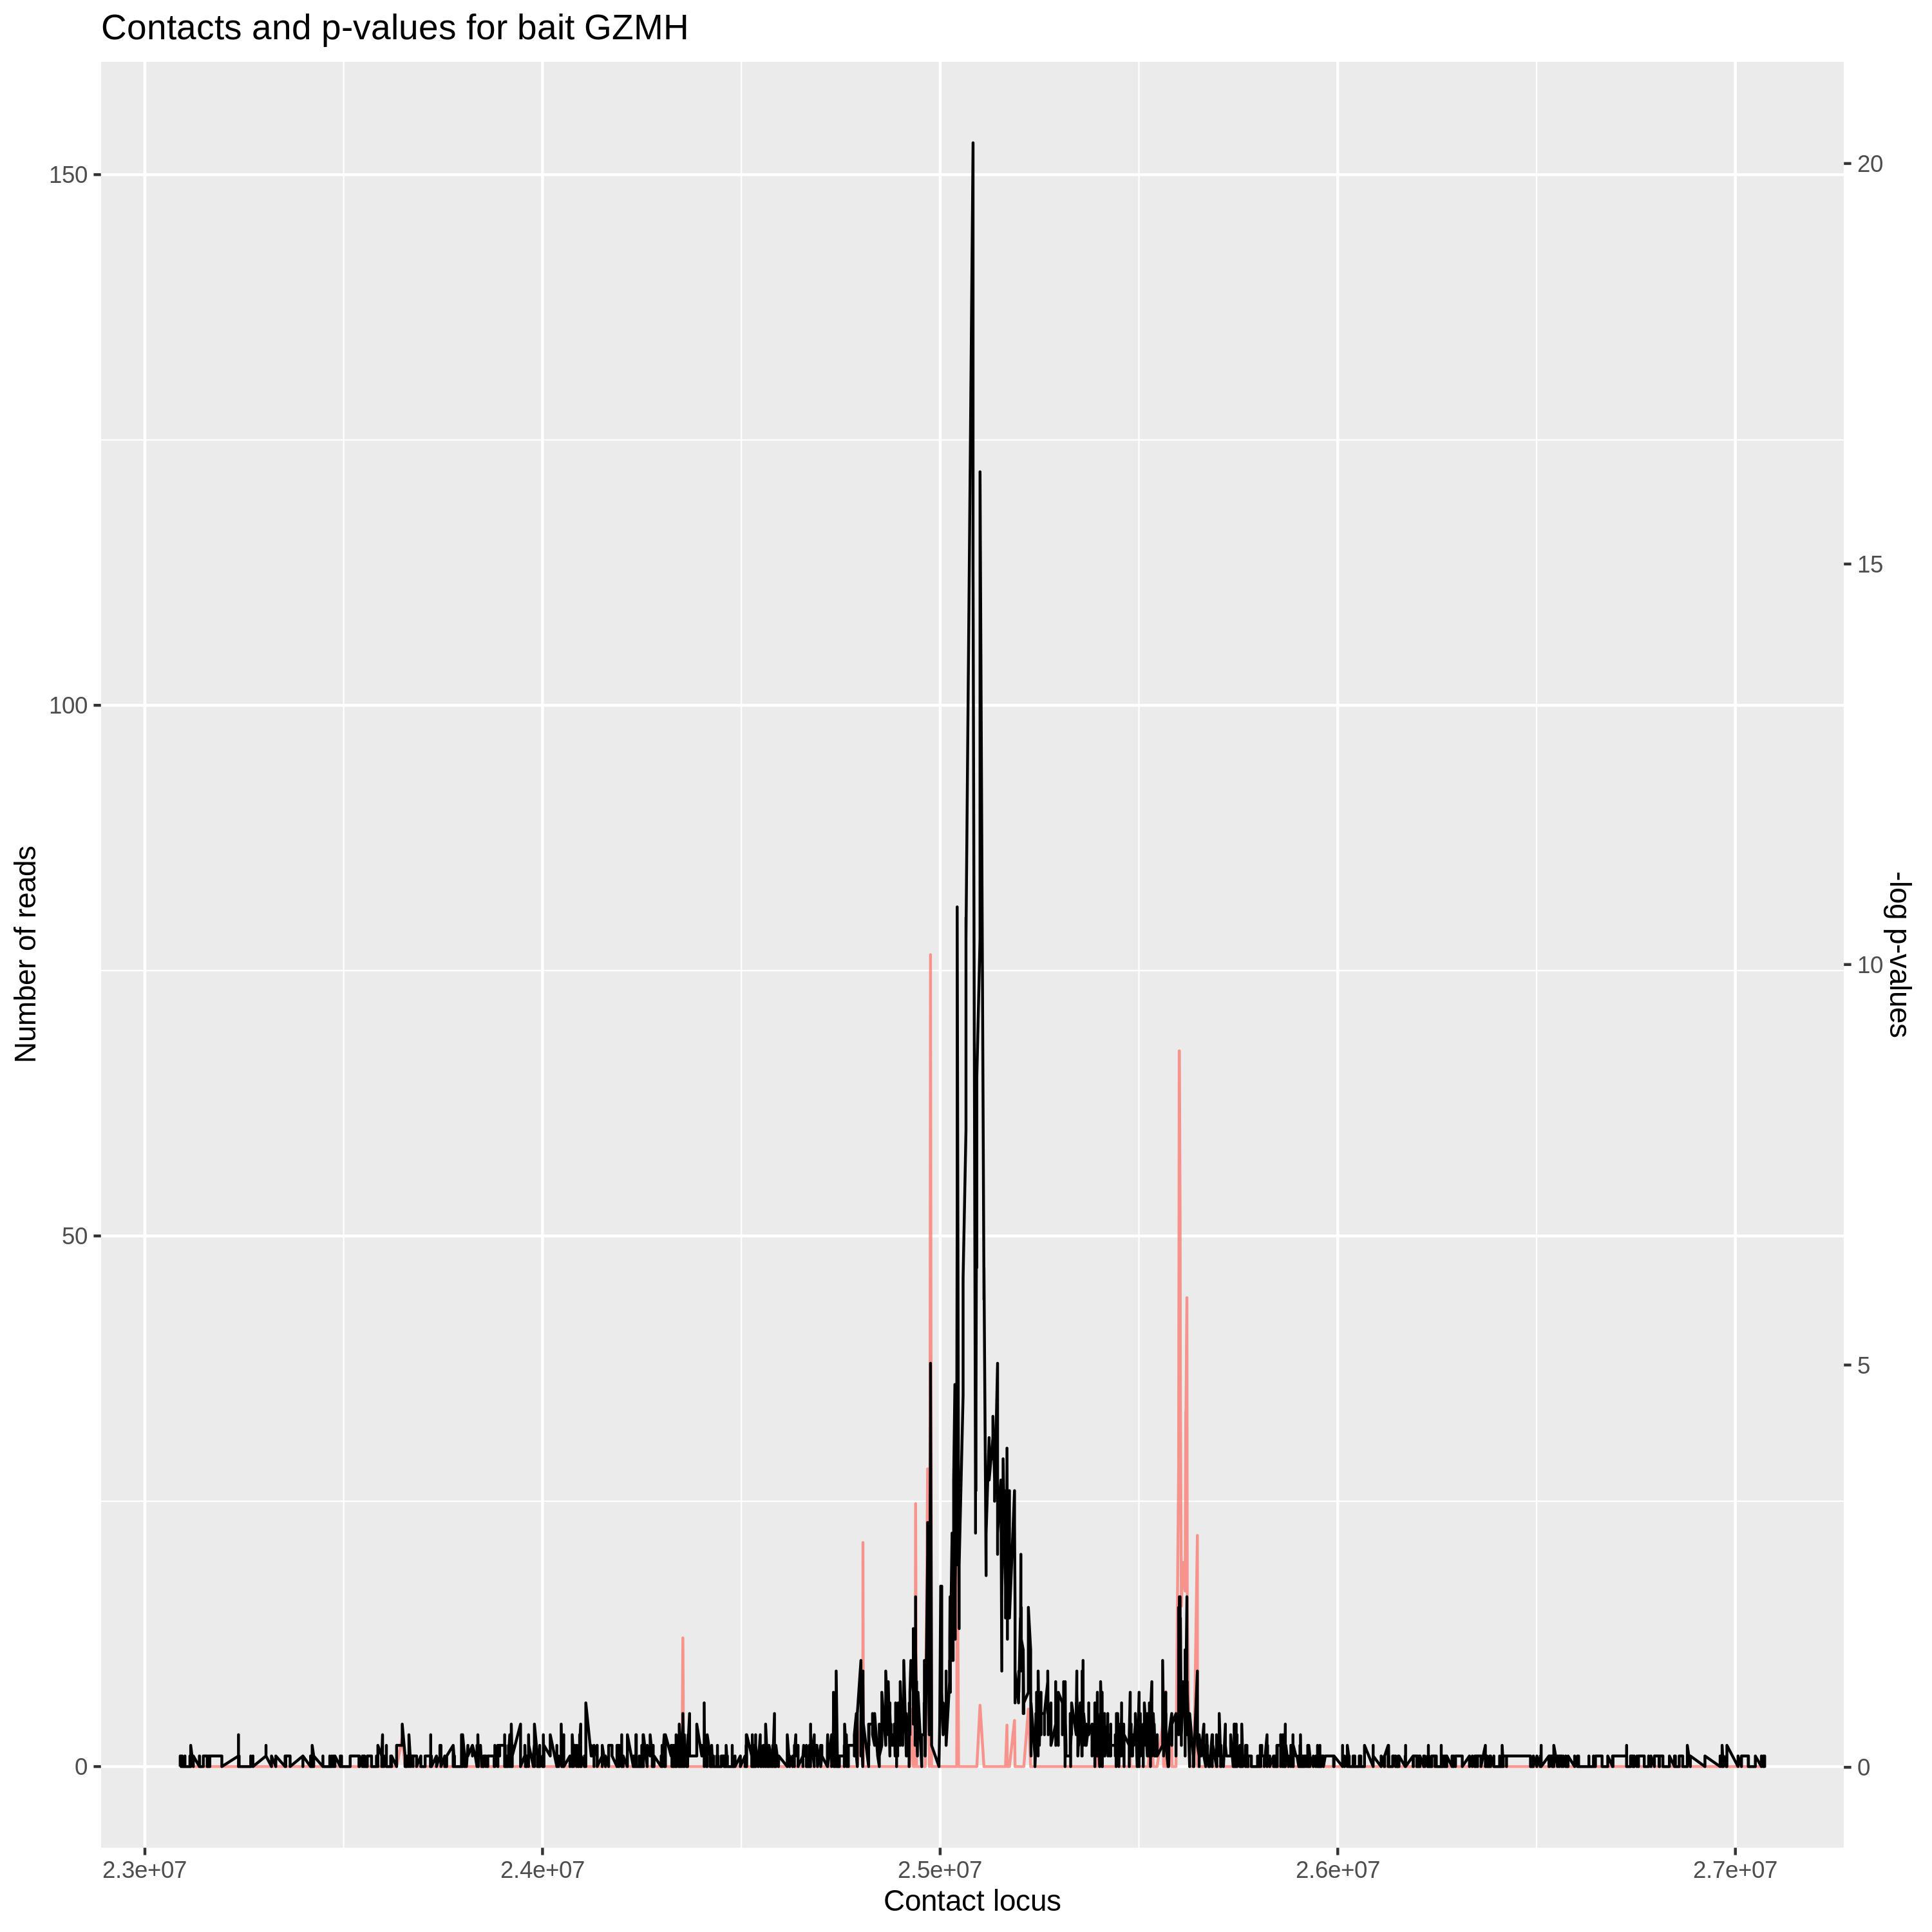 Contacts and p-values for bait GZMH
150
100
50
0
Number of reads
20
15
10
5
0
-log p-values
2.3e+07
2.4e+07
2.5e+07
2.6e+07
2.7e+07
Contact locus